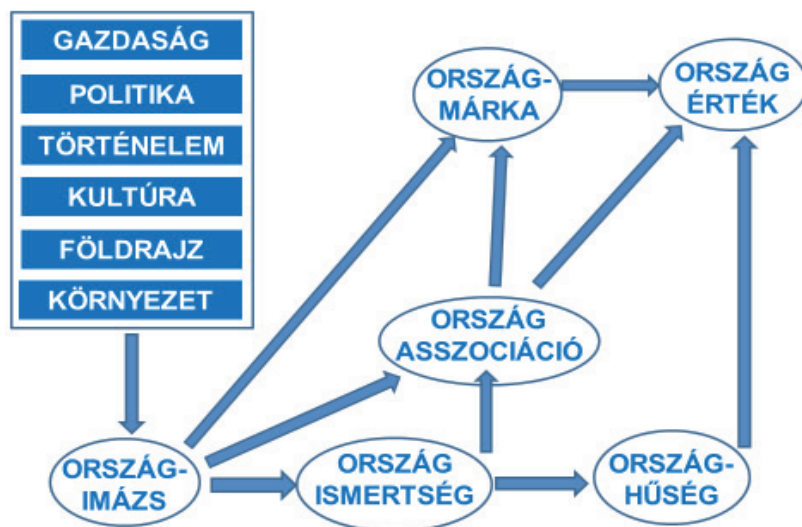 GAZDASÁG
POLITIKA
TÖRTÉNELEM
KULTÚRA
FÖLDRAJZ
KÖRNYEZET
ORSZÁG-
MÁRKA
ORSZÁG
ÉRTÉK
ORSZÁG
ASSZOCIÁCIÓ
ORSZÁG-
IMÁZS
ORSZÁG
ISMERTSÉG
ORSZÁG-
HŰSÉG